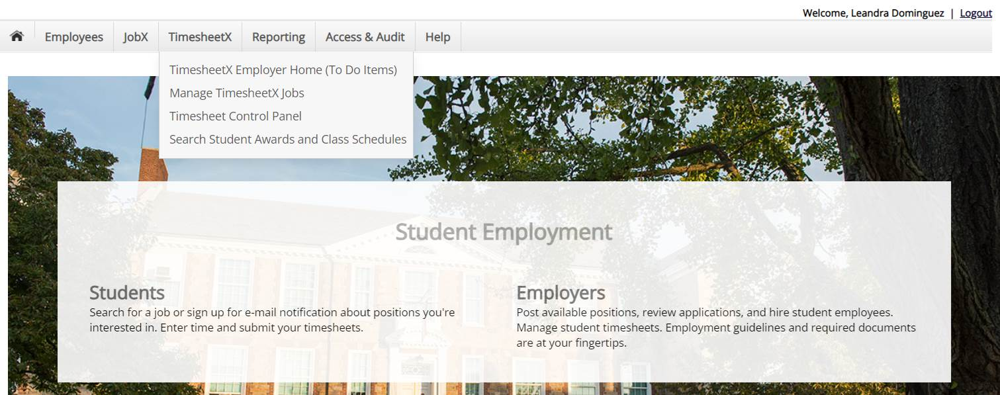 Welcome, Leandra Dominguez | Logout
Employees JobX TimesheetX Reporting Access & Audit Help
TimesheetX Employer Home (To Do Items)
Manage TimesheetX Jobs
Timesheet Control Panel
Search Student Awards and Class Schedules
Student Employment
Students
Search for a job or sign up for e-mail notification about positions you're
interested in. Enter time and submit your timesheets.
Employers
Post available positions, review applications, and hire student employees.
Manage student timesheets. Employment guidelines and required documents
are at your fingertips.